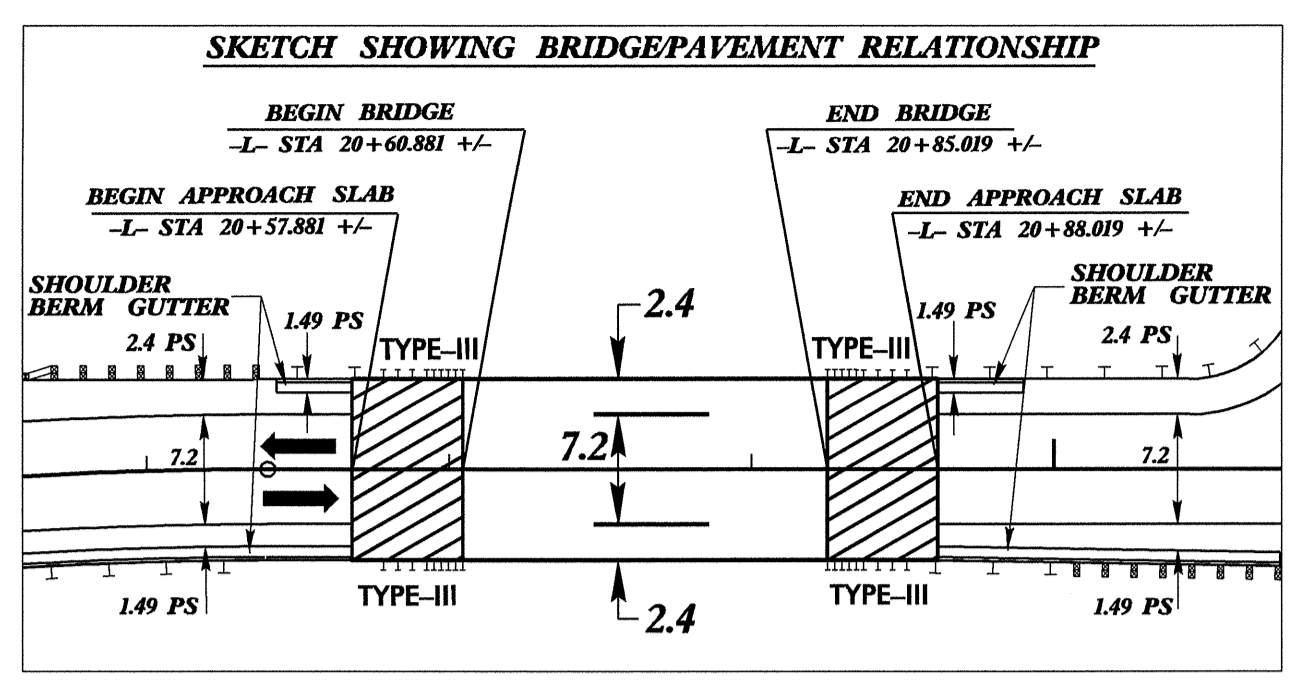 SKETCH SHOWING BRIDGE/PAVEMENT RELATIONSHIP
BEGIN BRIDGE
-L- STA 20+60.881 +/-
END BRIDGE
-L- STA 20+85.019 +/-
BEGIN APPROACH SLAB
-L- STA 20+57.881 +/-
END APPROACH SLAB
-L- STA 20+88.019 +/-
SHOULDER
BERM GUTTER
SHOULDER
BERM GUTTER
2.4 PS
1.49 PS
TYPE-III
2.4
TYPE-III
1.49 PS
2.4 PS
7.2
7.2
7.2
1.49 PS
TYPE-III
2.4
TYPE-III
1.49 PS